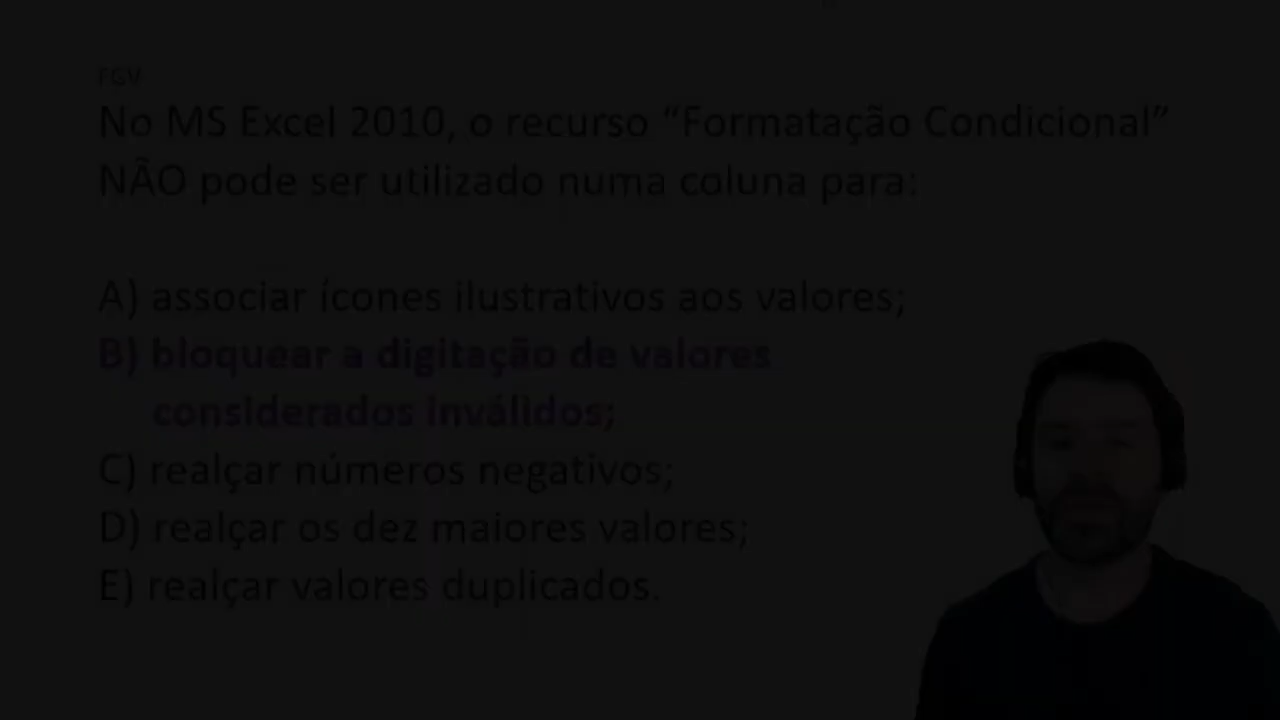 FGV
No MS Excel 2010, o recurso “Formatação Condicional”
NÃO pode ser utilizado numa coluna para:
A) associar ícones ilustrativos aos valores;
B) bloquear a digitação de valores
considerados inválidos;
C) realçar números negativos;
D) realçar os dez maiores valores;
E) realçar valores duplicados.